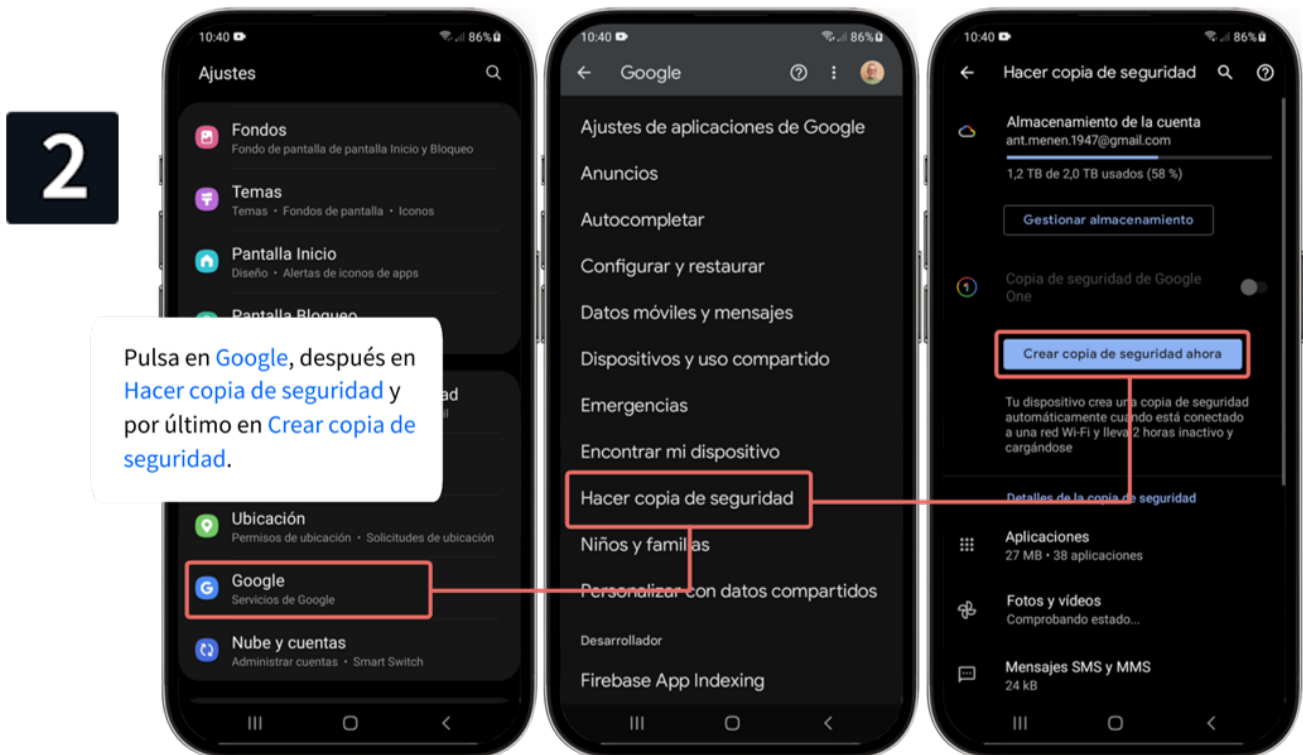 2
10:40
86%
Ajustes
Fondos
Fondo de pantalla de pantalla Inicio y Bloqueo
Temas
Temas • Fondos de pantalla • Iconos
Pantalla Inicio
Diseño • Alertas de iconos de apps
Pantalla Bloqueo
Pulsa en Google, después en
Hacer copia de seguridad y
por último en Crear copia de
seguridad.
Ubicación
Permisos de ubicación • Solicitudes de ubicación
G
Google
Servicios de Google
Nube y cuentas
Administrar cuentas • Smart Switch
10:40
86%
Google
Ajustes de aplicaciones de Google
Anuncios
Autocompletar
Configurar y restaurar
Datos móviles y mensajes
Dispositivos y uso compartido
Emergencias
Encontrar mi dispositivo
Hacer copia de seguridad
Niños y familias
Personalizar con datos compartidos
Desarrollador
Firebase App Indexing
10:40
86%
Hacer copia de seguridad
Almacenamiento de la cuenta
ant.menen.1947@gmail.com
1,2 TB de 2,0 TB usados (58 %)
Gestionar almacenamiento
Copia de seguridad de Google
One
Crear copia de seguridad ahora
Tu dispositivo crea una copia de seguridad
automáticamente cuando está conectado
a una red Wi-Fi y lleva 2 horas inactivo y
cargándose
Detalles de la copia de seguridad
Aplicaciones
27 MB • 38 aplicaciones
Fotos y vídeos
Comprobando estado...
Mensajes SMS y MMS
24 kB